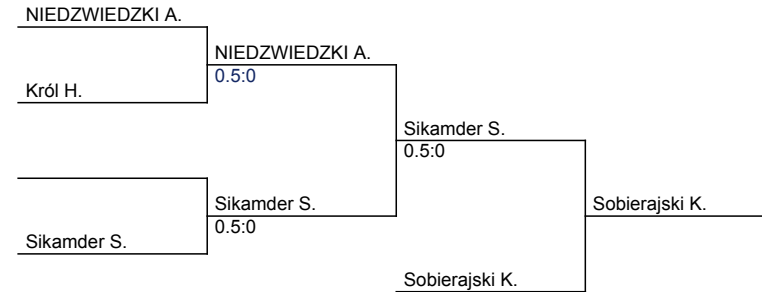 NIEDZWIEDZKI A.
NIEDZWIEDZKI A.
0.5:0
Król H.
Sikamder S.
0.5:0
Sikamder S.
0.5:0
Sobierajski K.
Sikamder S.
Sobierajski K.